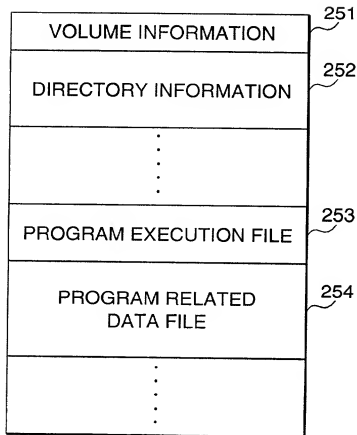 251
VOLUME INFORMATION
252
DIRECTORY INFORMATION
253
PROGRAM EXECUTION FILE
254
PROGRAM RELATED
DATA FILE